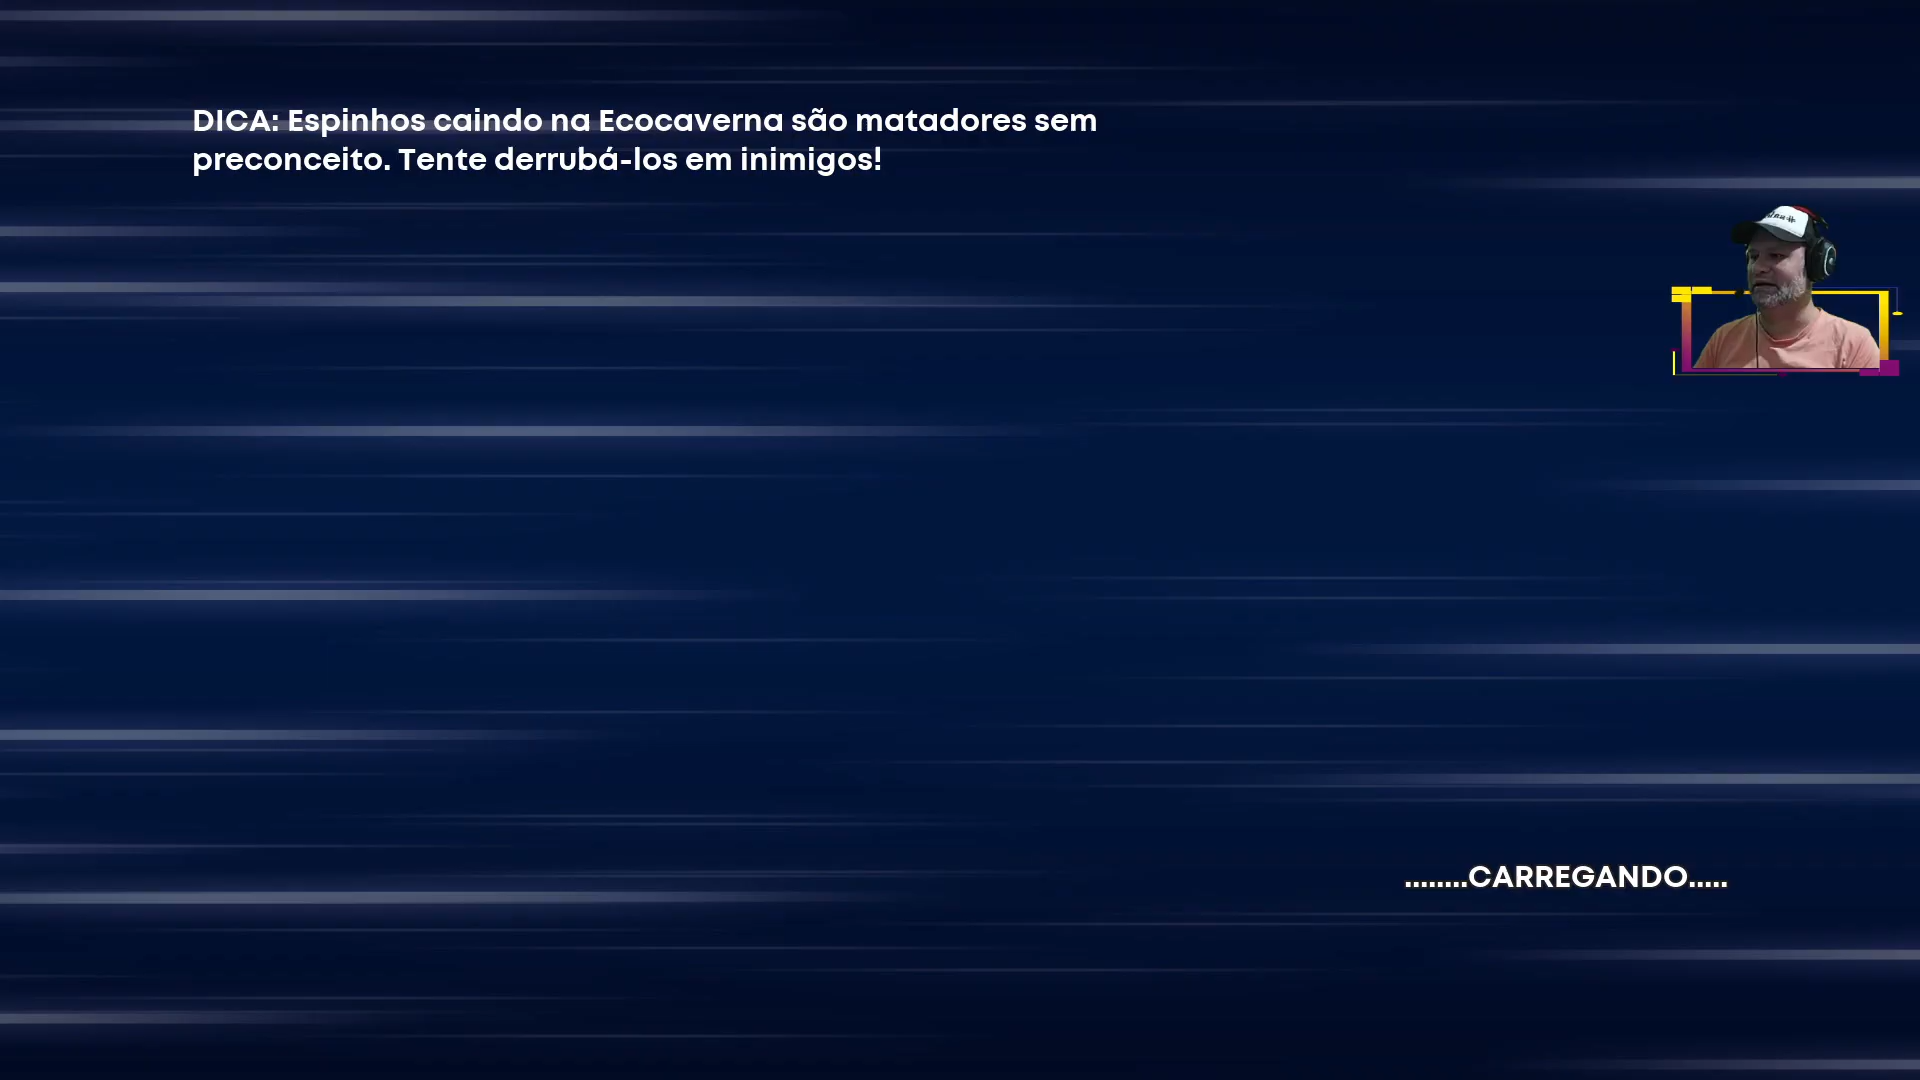 DICA: Espinhos caindo na Ecocaverna são matadores sem
preconceito. Tente derrubá-los em inimigos!
........CARREGANDO.....